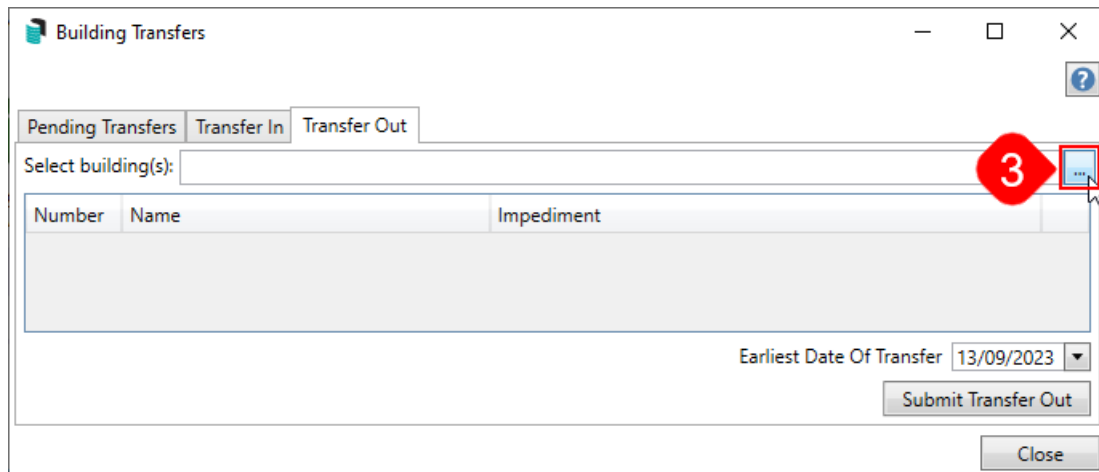 Building Transfers
?
Pending Transfers Transfer In Transfer Out
Select building(s): 3 ...
Number Name Impediment
Earliest Date Of Transfer 13/09/2023
Submit Transfer Out
Close